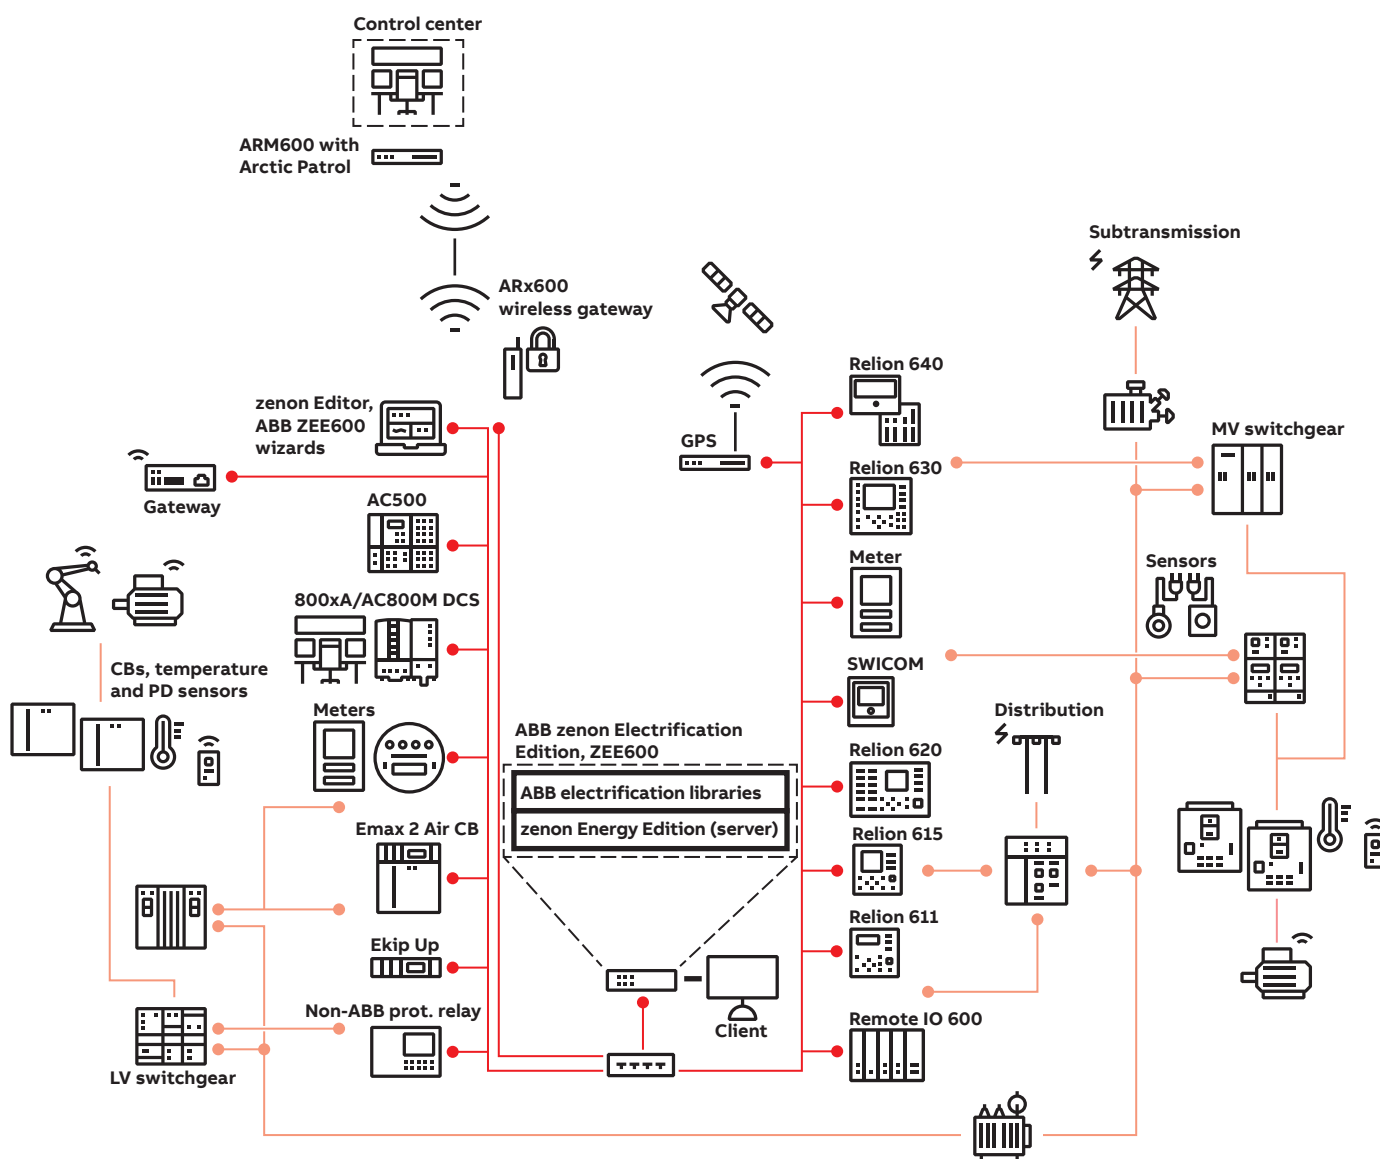 Control center
ARM600 with
Arctic Patrol
ARx600
wireless gateway
Subtransmission
zenon Editor,
ABB ZEE600
wizards
GPS
Relion 640
MV switchgear
Gateway
AC500
Relion 630
Meter
Sensors
800xA/AC800M DCS
CBs, temperature
and PD sensors
Meters
SWICOM
Distribution
ABB zenon Electrification
Edition, ZEE600
ABB electrification libraries
zenon Energy Edition (server)
Relion 620
Emax 2 Air CB
Relion 615
Relion 611
Ekip Up
Client
Non-ABB prot. relay
Remote IO 600
LV switchgear